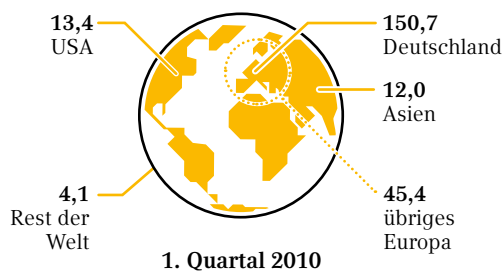 13,4
USA
150,7
Deutschland
12,0
Asien
4,1
Rest der
Welt
45,4
übriges
Europa
1. Quartal 2010